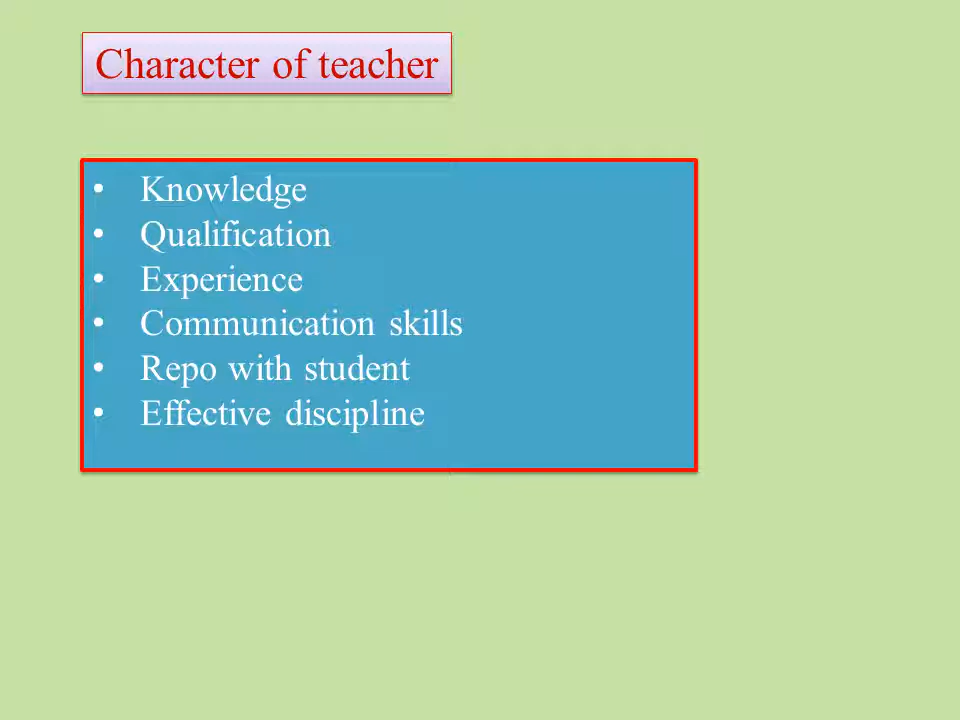 Character of teacher
• Knowledge
• Qualification
• Experience
• Communication skills
• Repo with student
• Effective discipline